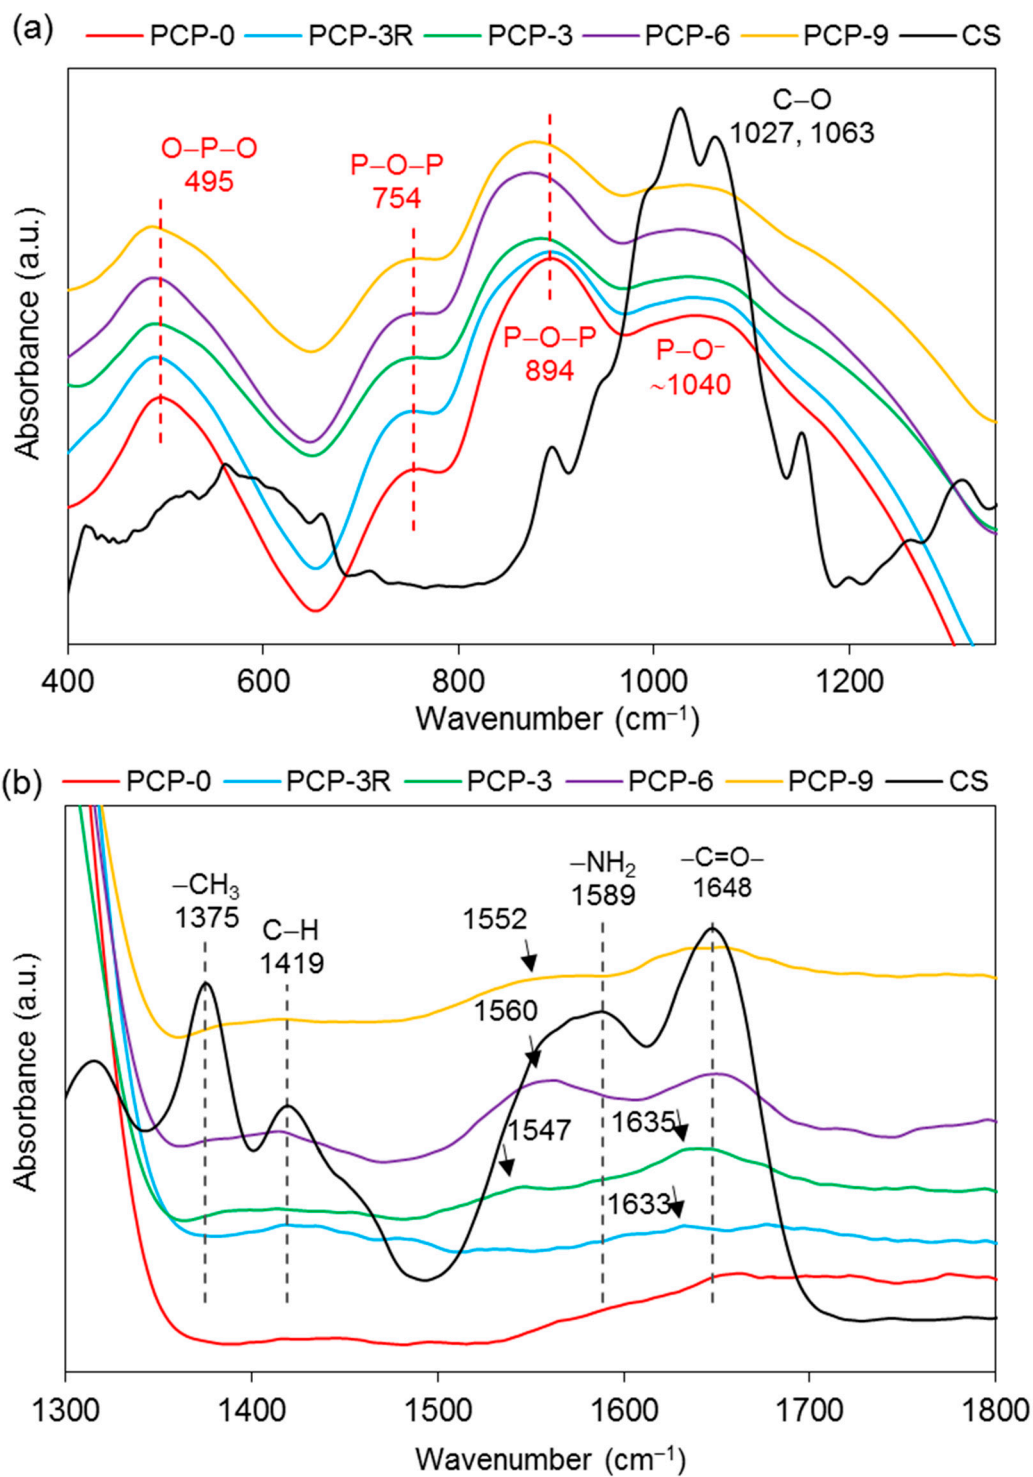 (a) PCP-0 PCP-3R PCP-3 PCP-6 PCP-9 CS
C–O
1027, 1063
O–P–O
495
P–O–P
754
P–O–P
894
P–O⁻
~1040
Absorbance (a.u.)
400 600 800 1000 1200
Wavenumber (cm⁻¹)
(b) PCP-0 PCP-3R PCP-3 PCP-6 PCP-9 CS
–CH₃
1375
C–H
1419
1552
–NH₂
1589
–C=O–
1648
1560
1547
1635
1633
Absorbance (a.u.)
1300 1400 1500 1600 1700 1800
Wavenumber (cm⁻¹)